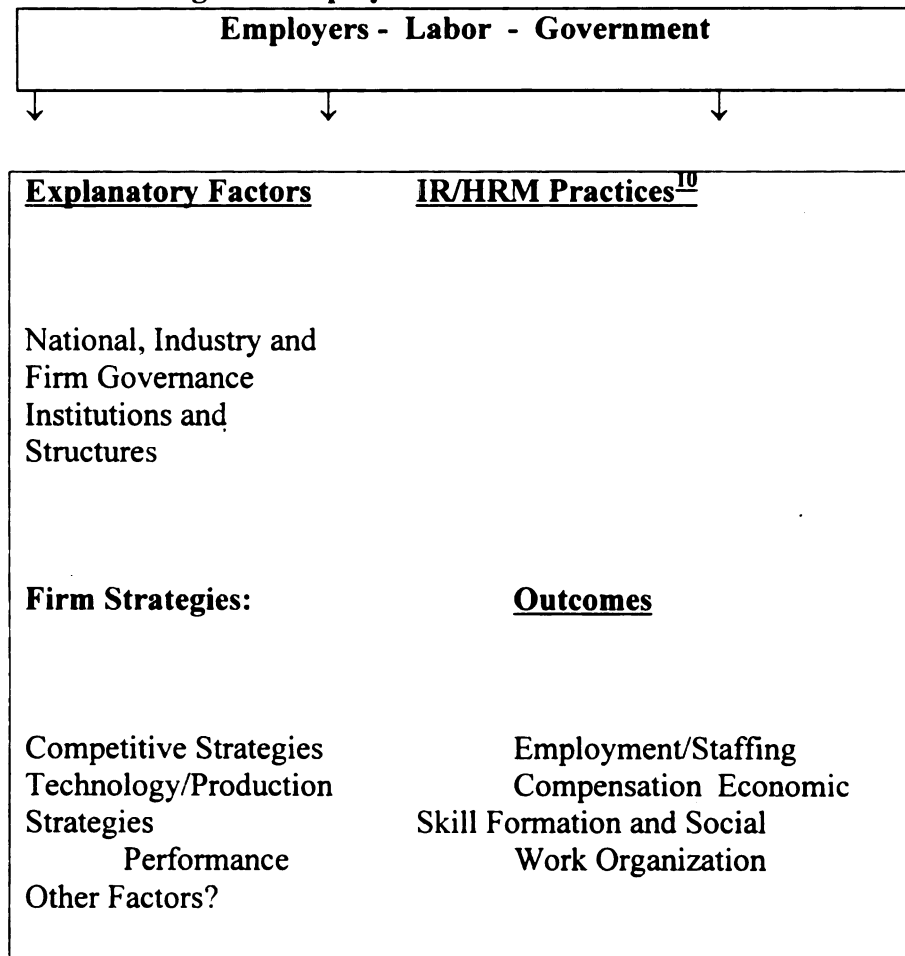 Employers - Labor - Government
Explanatory Factors IR/HRM Practices10
National, Industry and
Firm Governance
Institutions and
Structures
Firm Strategies: Outcomes
Competitive Strategies Employment/Staffing
Technology/Production Compensation Economic
Strategies Skill Formation and Social
Performance Work Organization
Other Factors?